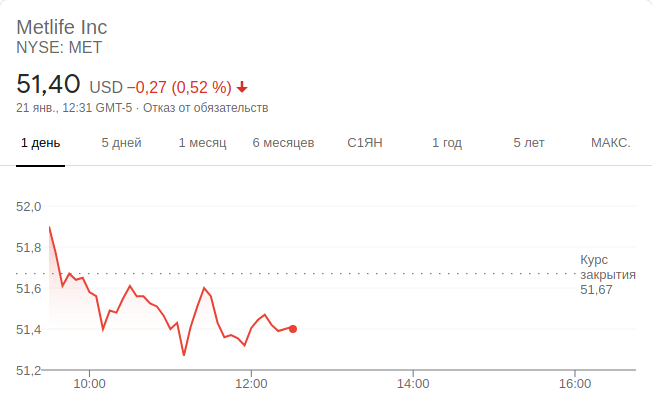 Metlife Inc
NYSE: MET
51,40 USD −0,27 (0,52 %)
21 янв., 12:31 GMT-5 · Отказ от обязательств
1 день 5 дней 1 месяц 6 месяцев С1ЯН 1 год 5 лет МАКС.
52,0
51,8
Курс
закрытия
51,67
51,6
51,4
51,2
10:00 12:00 14:00 16:00